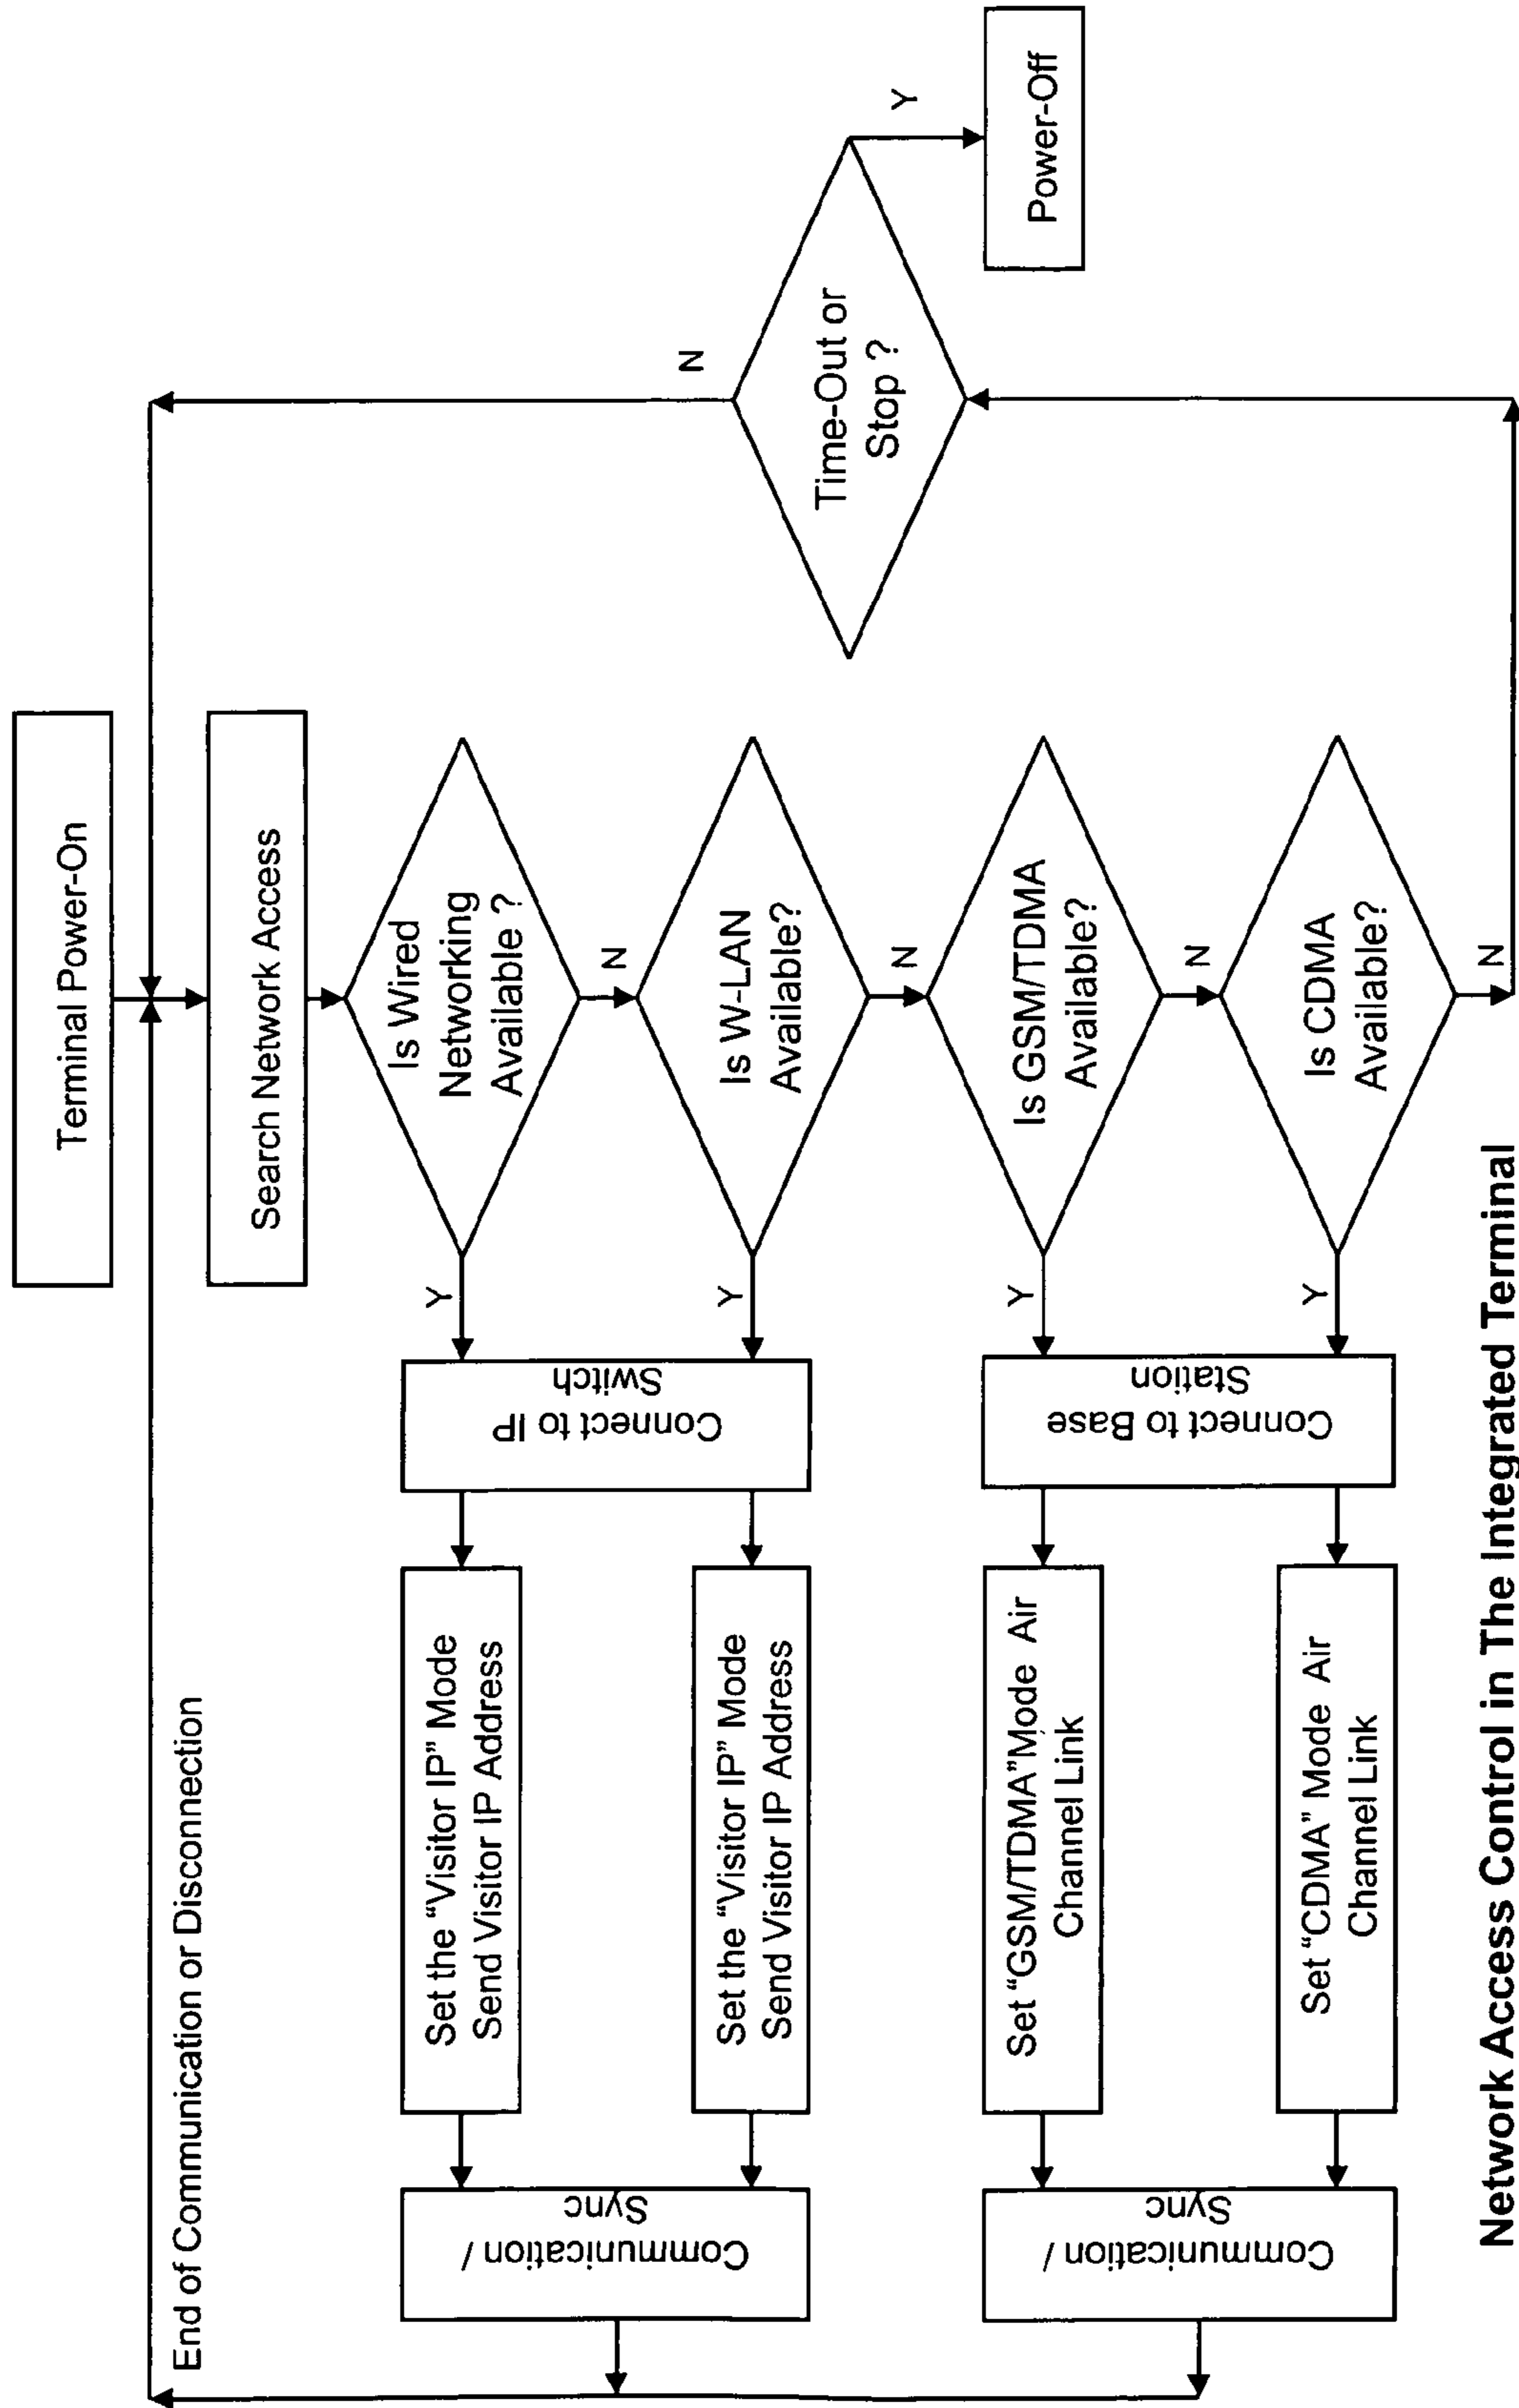 Terminal Power-On
End of Communication or Disconnection
Search Network Access
Is Wired
Networking
Available ?
Y
N
Connect to IP
Switch
Set the “Visitor IP” Mode
Send Visitor IP Address
Communication /
Sync
Is W-LAN
Available?
Y
N
Set the “Visitor IP” Mode
Send Visitor IP Address
Is GSM/TDMA
Available?
Y
N
Connect to Base
Station
Set “GSM/TDMA”Mode Air
Channel Link
Communication /
Sync
Is CDMA
Available?
Y
N
Set “CDMA” Mode Air
Channel Link
N
Time-Out or
Stop ?
Y
Power-Off
Network Access Control in The Integrated Terminal